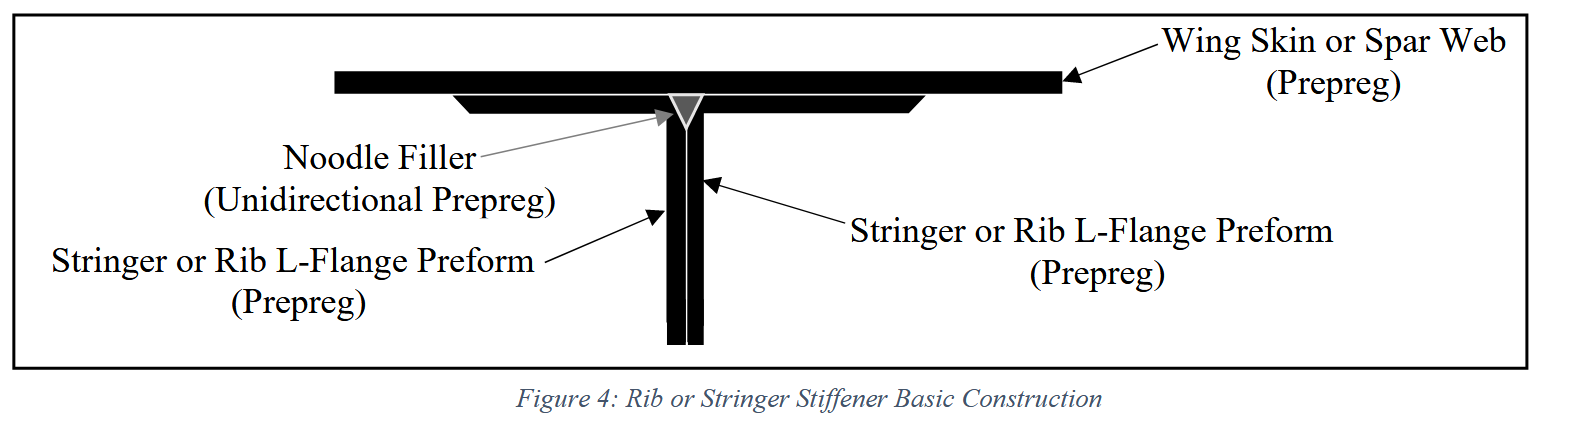 Wing Skin or Spar Web
(Prepreg)
Noodle Filler
(Unidirectional Prepreg)
Stringer or Rib L-Flange Preform
(Prepreg)
Stringer or Rib L-Flange Preform
(Prepreg)
Figure 4: Rib or Stringer Stiffener Basic Construction